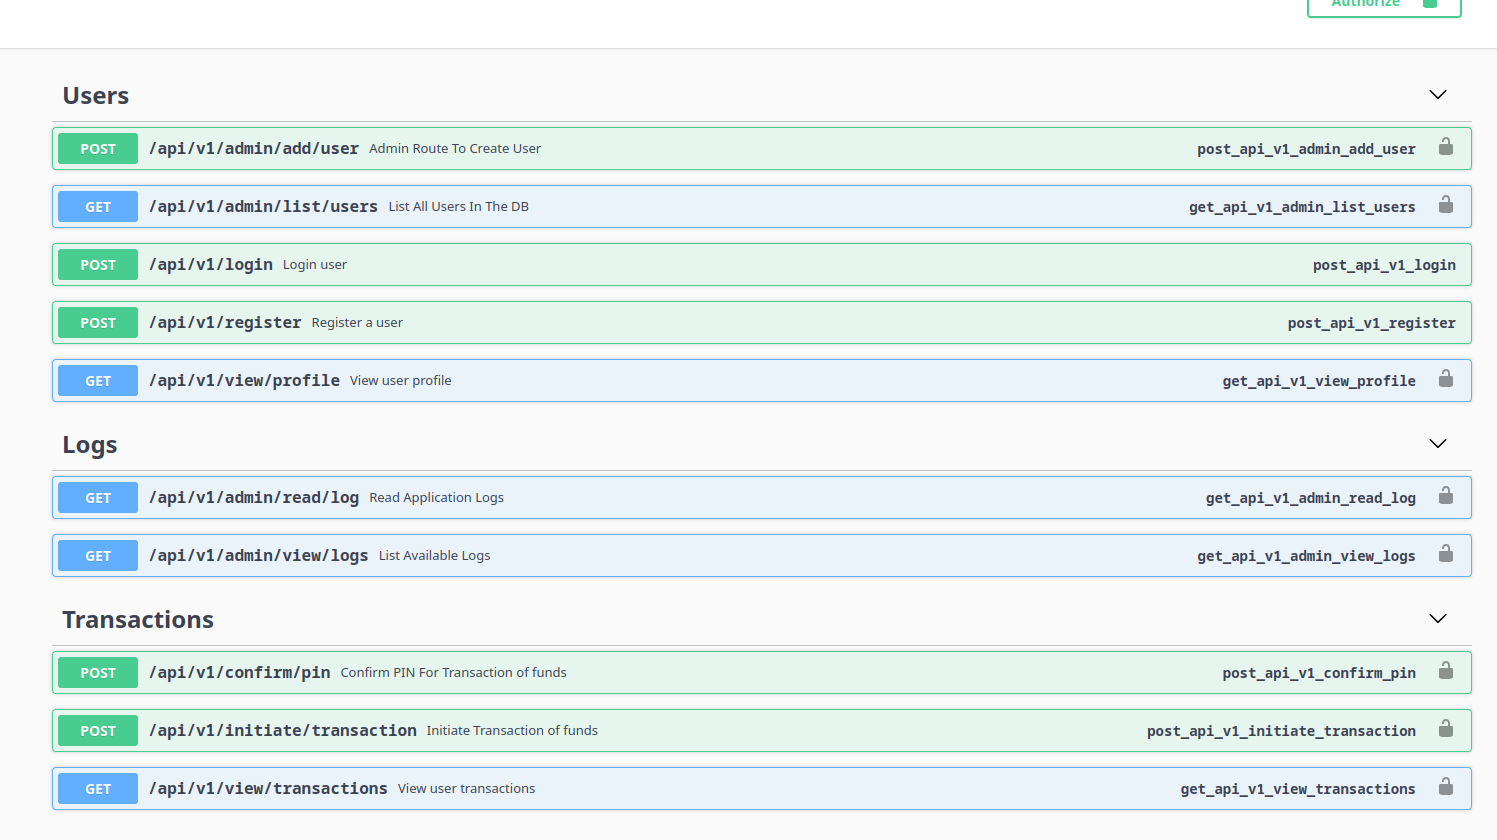 Authorize
Users
POST /api/v1/admin/add/user Admin Route To Create User post_api_v1_admin_add_user
GET /api/v1/admin/list/users List All Users In The DB get_api_v1_admin_list_users
POST /api/v1/login Login user post_api_v1_login
POST /api/v1/register Register a user post_api_v1_register
GET /api/v1/view/profile View user profile get_api_v1_view_profile
Logs
GET /api/v1/admin/read/log Read Application Logs get_api_v1_admin_read_log
GET /api/v1/admin/view/logs List Available Logs get_api_v1_admin_view_logs
Transactions
POST /api/v1/confirm/pin Confirm PIN For Transaction of funds post_api_v1_confirm_pin
POST /api/v1/initiate/transaction Initiate Transaction of funds post_api_v1_initiate_transaction
GET /api/v1/view/transactions View user transactions get_api_v1_view_transactions